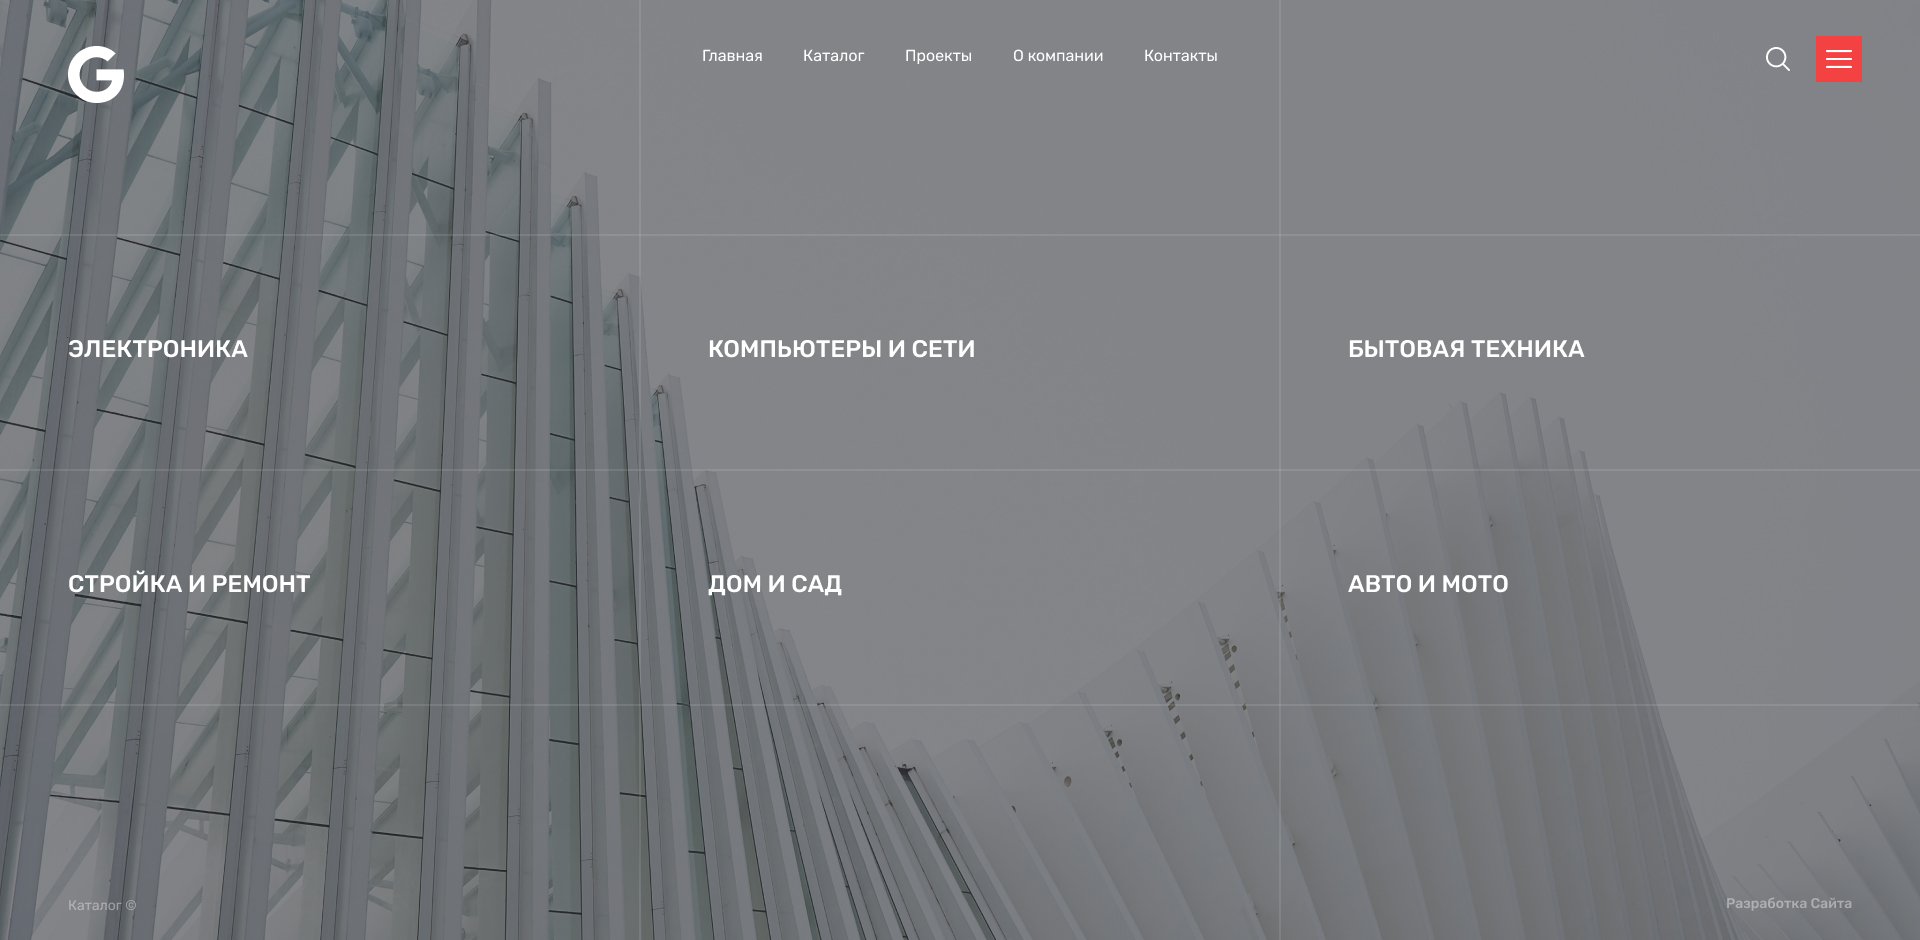 G
Главная Каталог Проекты О компании Контакты
ЭЛЕКТРОНИКА КОМПЬЮТЕРЫ И СЕТИ БЫТОВАЯ ТЕХНИКА
СТРОЙКА И РЕМОНТ ДОМ И САД АВТО И МОТО
Каталог © Разработка Сайта